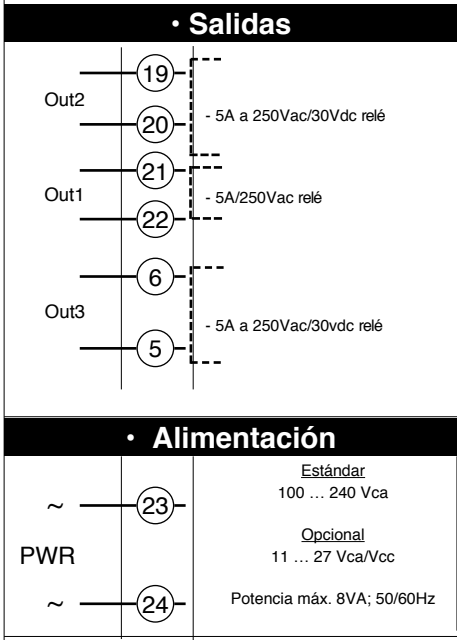 • Salidas
19
Out2
20
- 5A a 250Vac/30Vdc relé
21
Out1
22
- 5A/250Vac relé
6
Out3
5
- 5A a 250Vac/30vdc relé
• Alimentación
~ 23
PWR
~ 24
Estándar
100 ... 240 Vca
Opcional
11 ... 27 Vca/Vcc
Potencia máx. 8VA; 50/60Hz